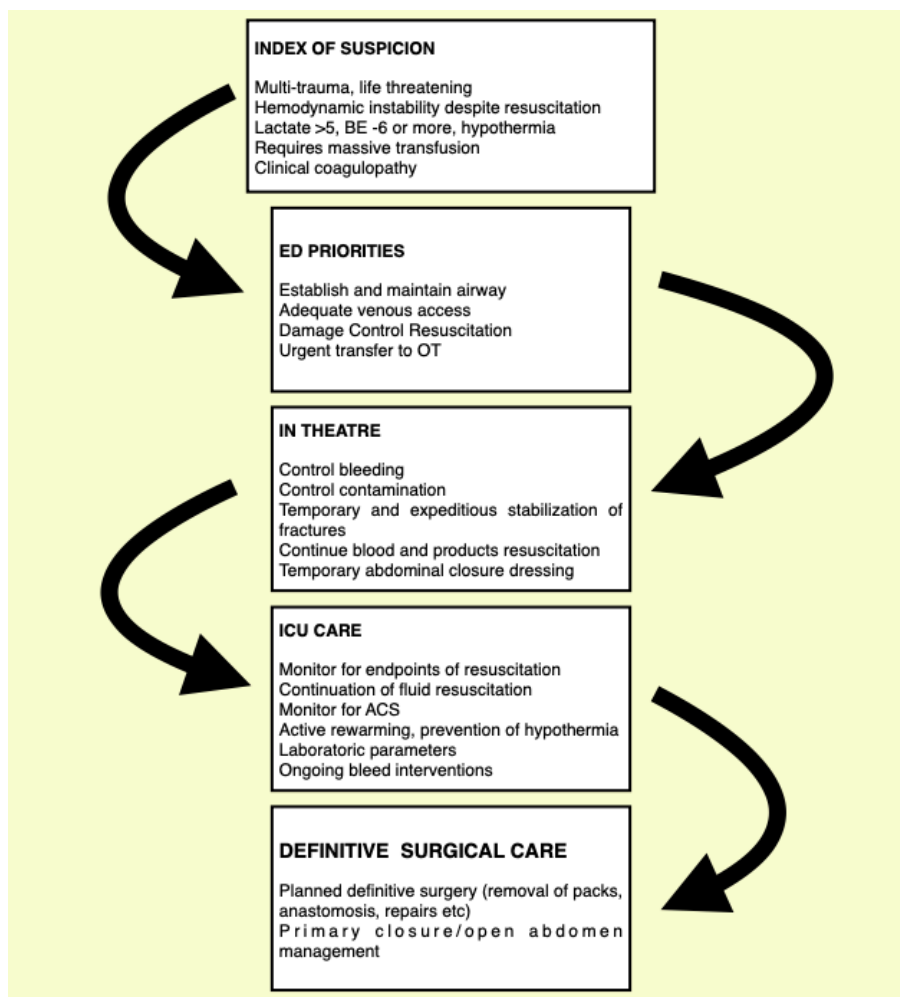 INDEX OF SUSPICION
Multi-trauma, life threatening
Hemodynamic instability despite resuscitation
Lactate >5, BE -6 or more, hypothermia
Requires massive transfusion
Clinical coagulopathy
ED PRIORITIES
Establish and maintain airway
Adequate venous access
Damage Control Resuscitation
Urgent transfer to OT
IN THEATRE
Control bleeding
Control contamination
Temporary and expeditious stabilization of
fractures
Continue blood and products resuscitation
Temporary abdominal closure dressing
ICU CARE
Monitor for endpoints of resuscitation
Continuation of fluid resuscitation
Monitor for ACS
Active rewarming, prevention of hypothermia
Laboratoric parameters
Ongoing bleed interventions
DEFINITIVE SURGICAL CARE
Planned definitive surgery (removal of packs,
anastomosis, repairs etc)
Primary closure/open abdomen
management